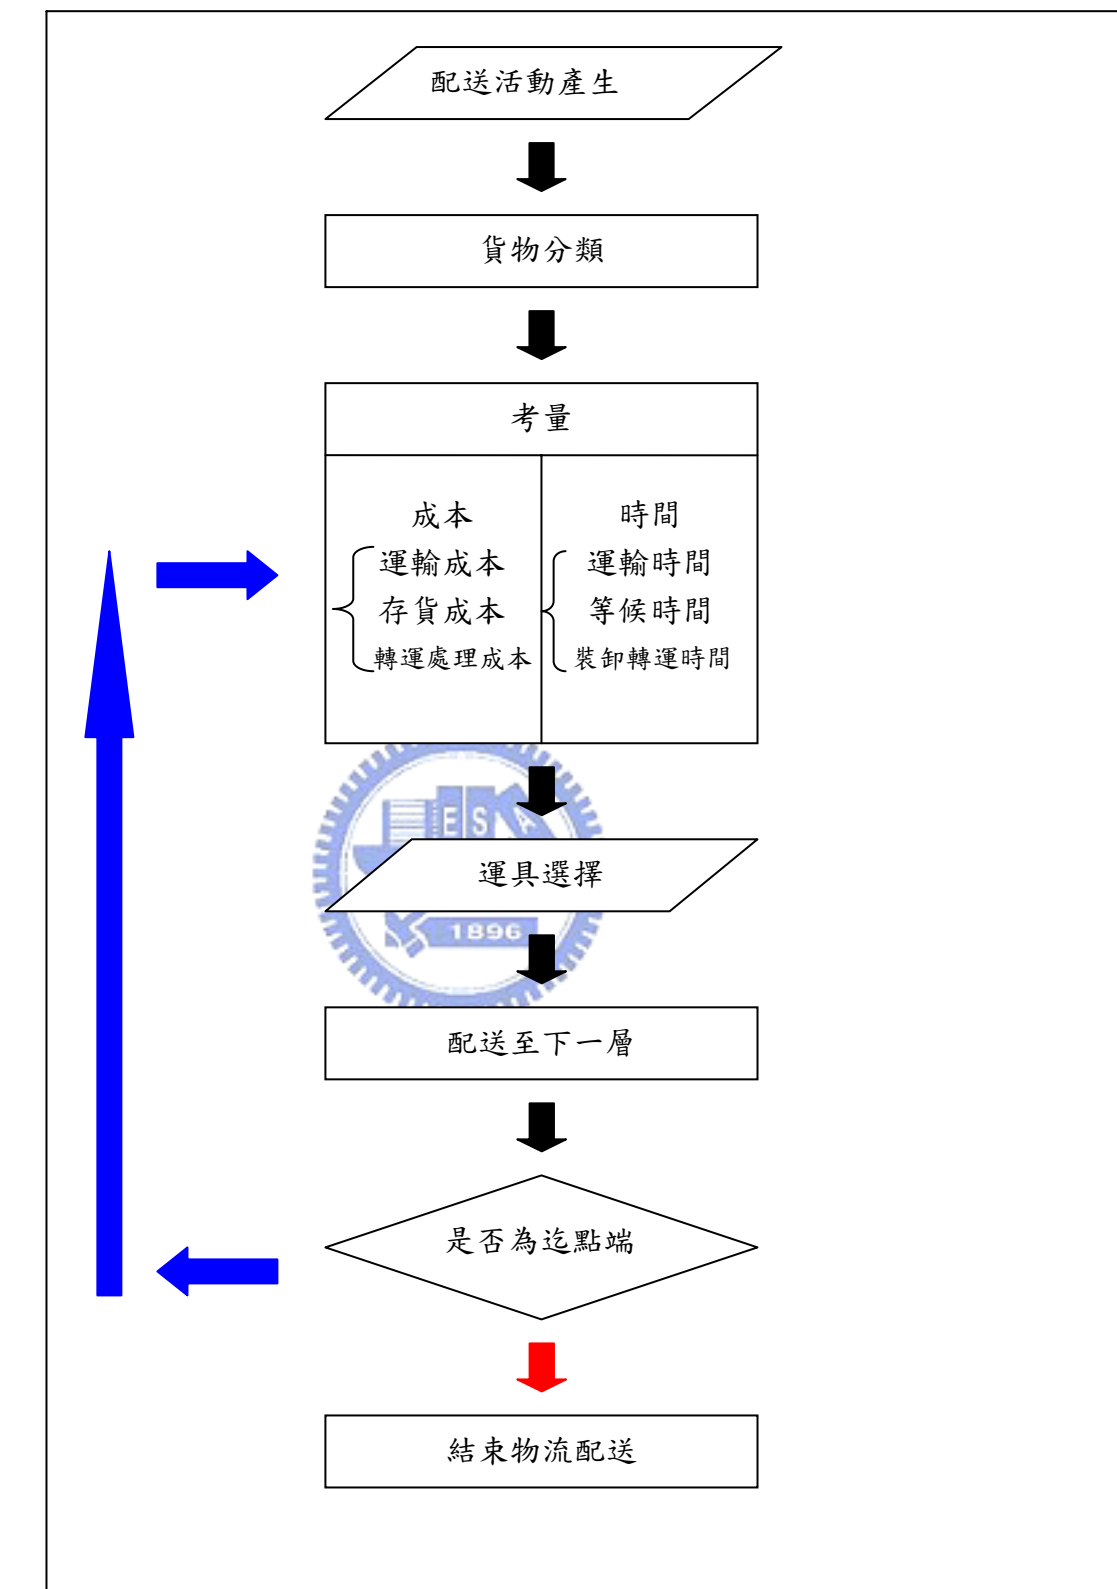 配送活動產生
貨物分類
考量
成本
運輸成本
存貨成本
轉運處理成本
時間
運輸時間
等候時間
裝卸轉運時間
ES A
運具選擇
1896
配送至下一層
是否為迄點端
結束物流配送